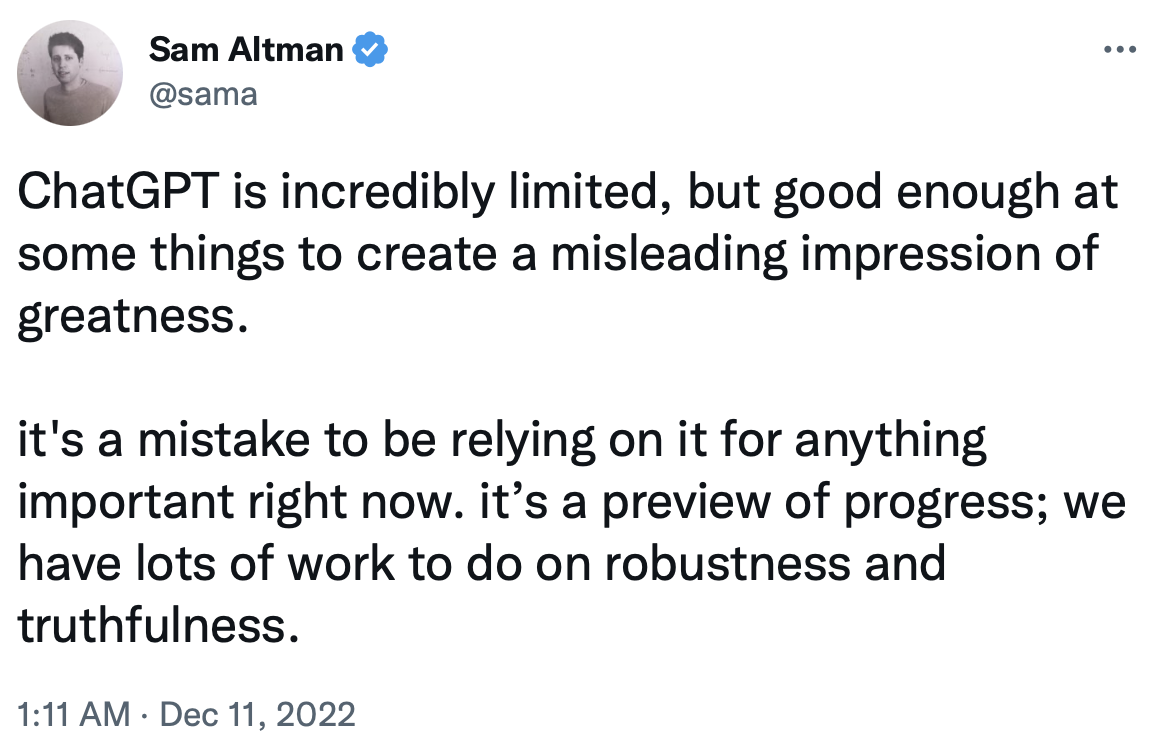 Sam Altman
@sama
ChatGPT is incredibly limited, but good enough at
some things to create a misleading impression of
greatness.
it's a mistake to be relying on it for anything
important right now. it’s a preview of progress; we
have lots of work to do on robustness and
truthfulness.
1:11 AM · Dec 11, 2022